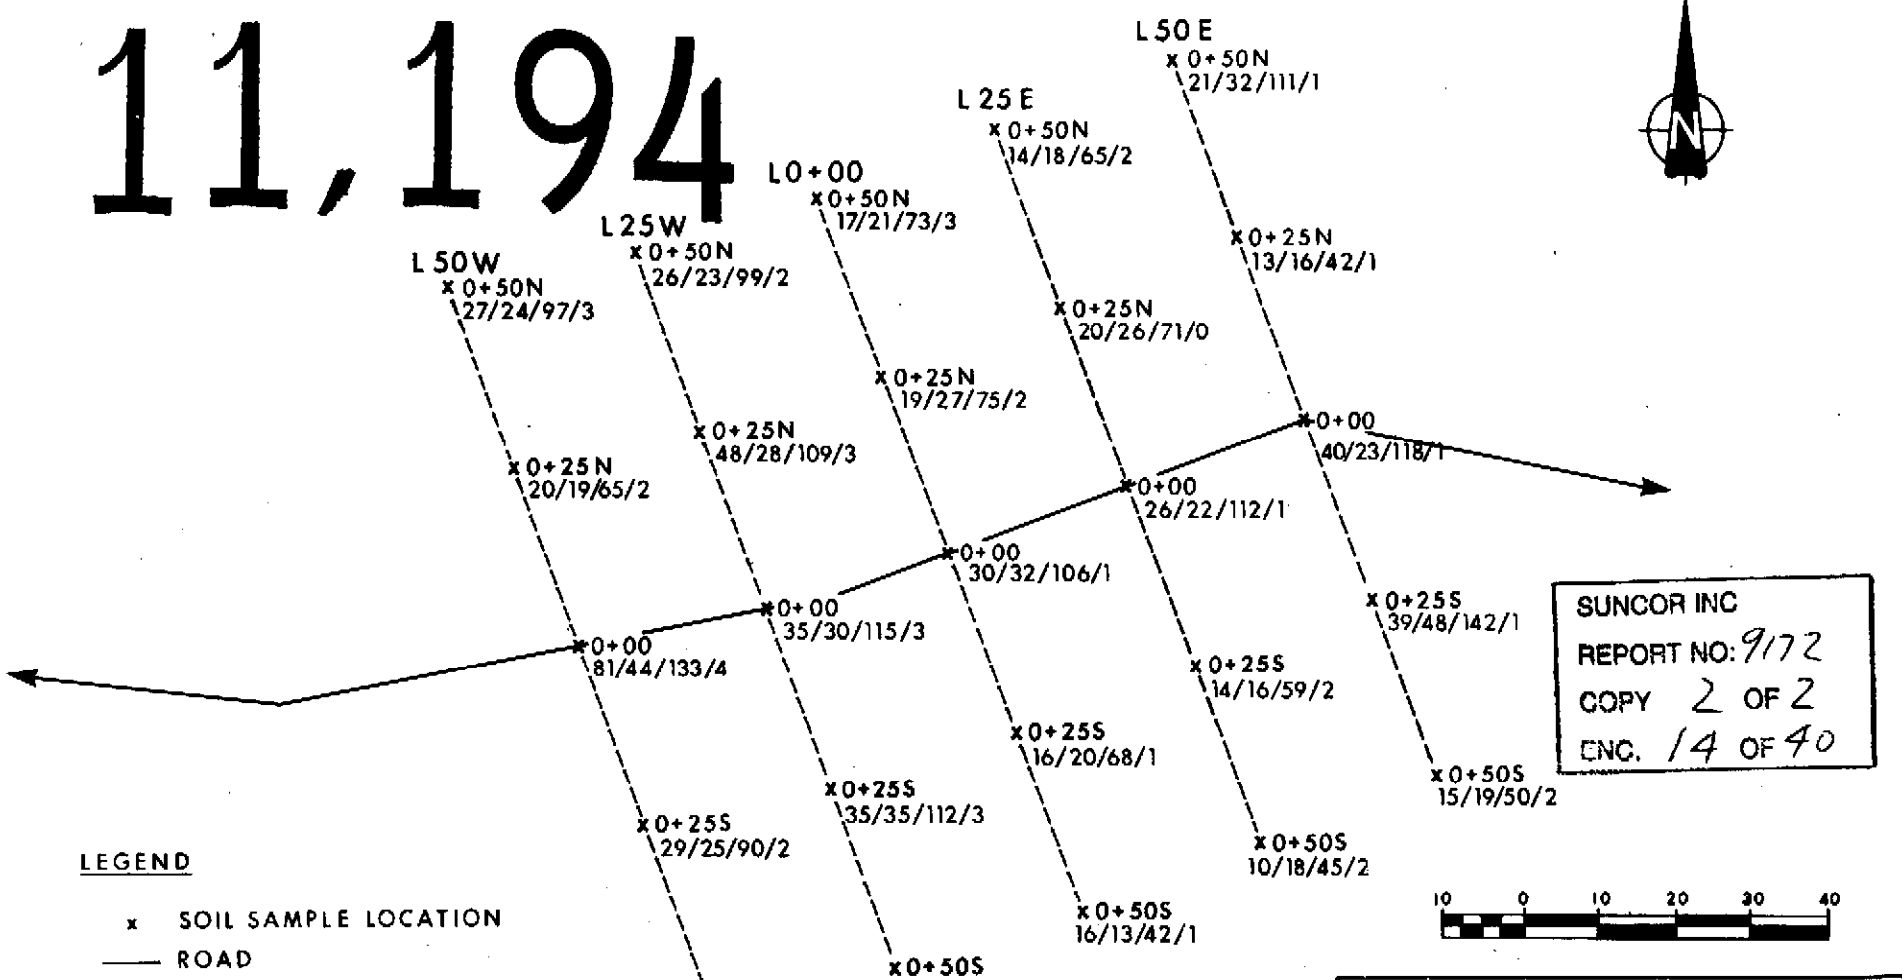 11,194
L 50 E
0+50N
21/32/111/1
L 25 E
0+50N
14/18/65/2
N
L0+00
0+50N
17/21/73/3
L 25W
0+50N
26/23/99/2
L 50W
0+50N
27/24/97/3
0+25N
13/16/42/1
0+25N
20/26/71/0
0+25N
19/27/75/2
0+25N
48/28/109/3
0+25N
20/19/65/2
0+00
40/23/118/1
0+00
26/22/112/1
0+00
30/32/106/1
0+00
35/30/115/3
0+00
81/44/133/4
0+25S
39/48/142/1
0+25S
14/16/59/2
0+25S
16/20/68/1
0+25S
35/35/112/3
0+25S
29/25/90/2
0+50S
15/19/50/2
0+50S
10/18/45/2
0+50S
16/13/42/1
0+50S
SUNCOR INC
REPORT NO: 9172
COPY 2 OF 2
ENC. 14 OF 40
LEGEND
x SOIL SAMPLE LOCATION
ROAD
10 0 10 20 30 40